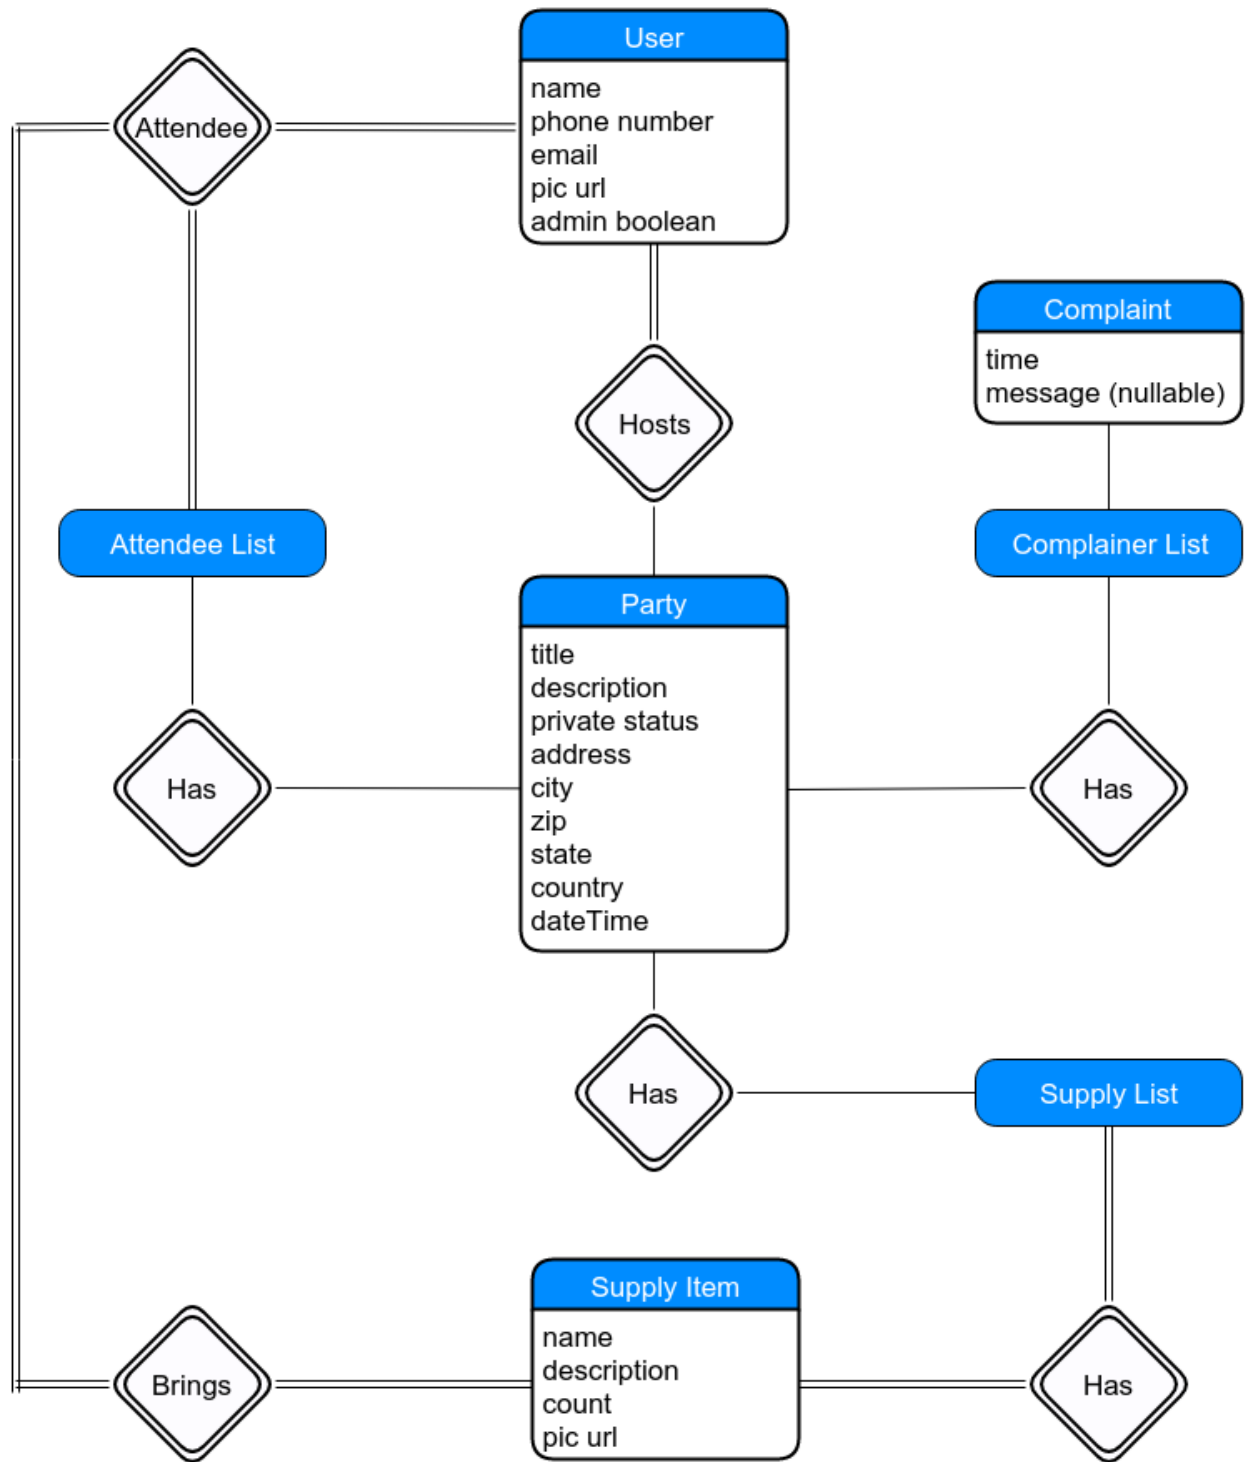 User
name
phone number
email
pic url
admin boolean
Attendee
Hosts
Complaint
time
message (nullable)
Attendee List
Complainer List
Party
title
description
private status
address
city
zip
state
country
dateTime
Has
Has
Has
Supply List
Supply Item
name
description
count
pic url
Brings
Has